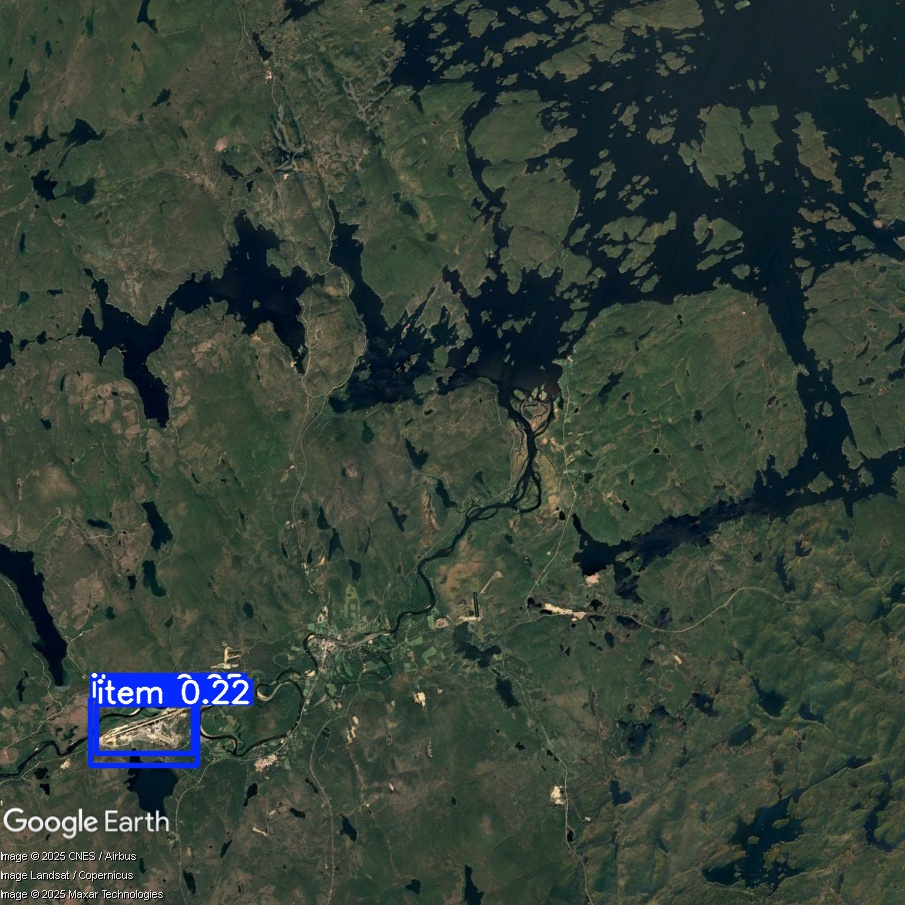 item 0.22
Google Earth
Image © 2025 CNES / Airbus
Image Landsat / Copernicus
Image © 2025 Maxar Technologies